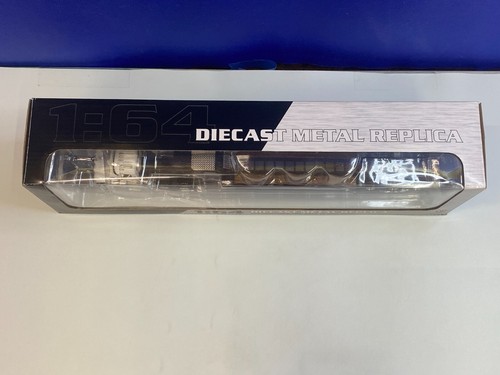 1:64
DIECAST METAL REPLICA